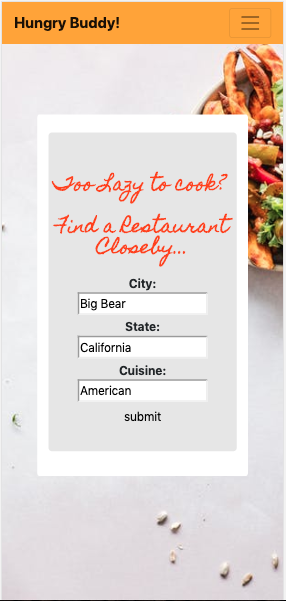 Hungry Buddy!
Too Lazy to cook?
Find a Restaurant
Closeby...
City:
Big Bear
State:
California
Cuisine:
American
submit